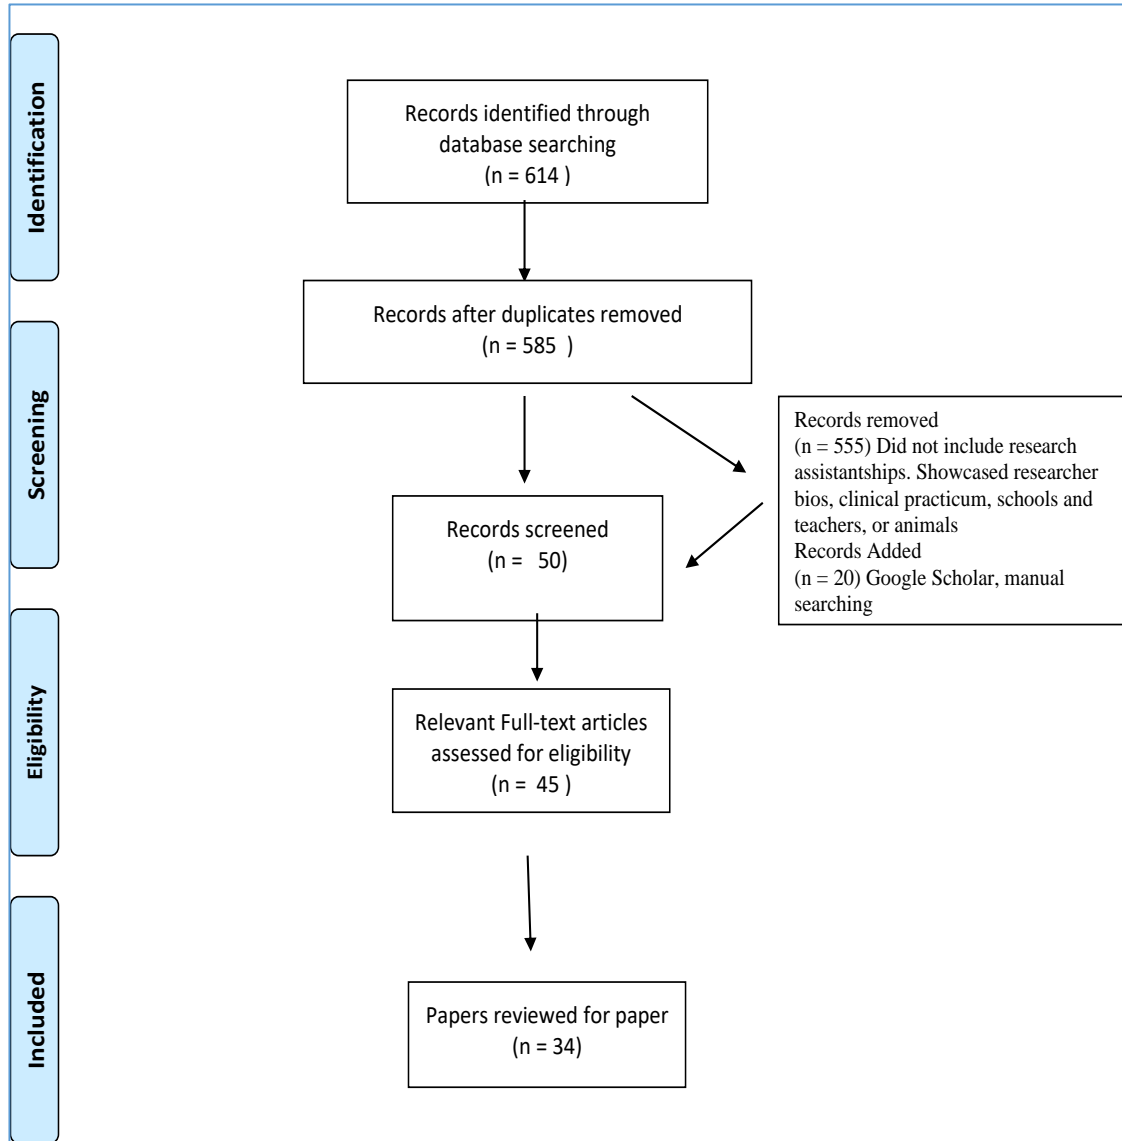 Identification
Records identified through
database searching
(n = 614 )
Records after duplicates removed
(n = 585  )
Screening
Records removed
(n = 555) Did not include research
assistantships. Showcased researcher
bios, clinical practicum, schools and
teachers, or animals
Records Added
(n = 20) Google Scholar, manual
searching
Records screened
(n =   50)
Eligibility
Relevant Full-text articles
assessed for eligibility
(n =  45 )
Included
Papers reviewed for paper
(n = 34)